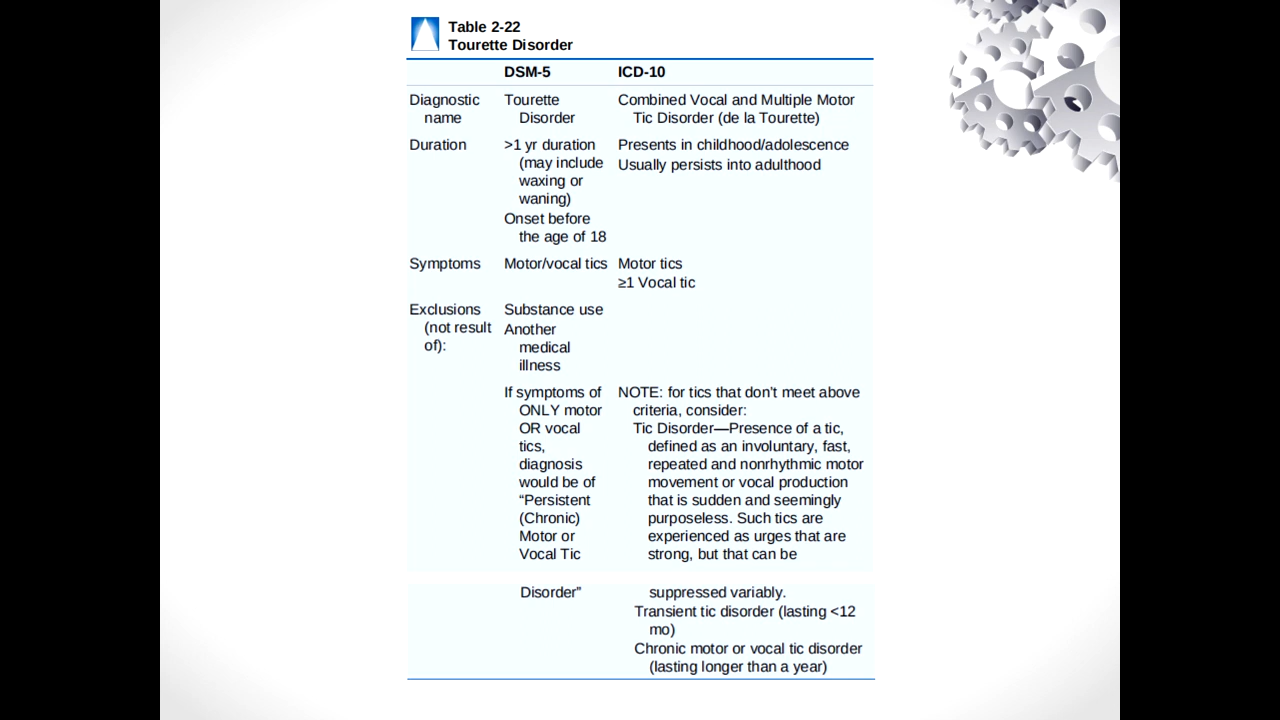 Table 2-22
Tourette Disorder
DSM-5 ICD-10
Diagnostic name Tourette Disorder Combined Vocal and Multiple Motor
Tic Disorder (de la Tourette)
Duration >1 yr duration
(may include
waxing or
waning)
Onset before
the age of 18
Presents in childhood/adolescence
Usually persists into adulthood
Symptoms Motor/vocal tics Motor tics
≥1 Vocal tic
Exclusions
(not result
of):
Substance use
Another
medical
illness
If symptoms of
ONLY motor
OR vocal
tics,
diagnosis
would be of
“Persistent
(Chronic)
Motor or
Vocal Tic
Disorder”
NOTE: for tics that don’t meet above
criteria, consider:
Tic Disorder—Presence of a tic,
defined as an involuntary, fast,
repeated and nonrhythmic motor
movement or vocal production
that is sudden and seemingly
purposeless. Such tics are
experienced as urges that are
strong, but that can be
suppressed variably.
Transient tic disorder (lasting <12
mo)
Chronic motor or vocal tic disorder
(lasting longer than a year)